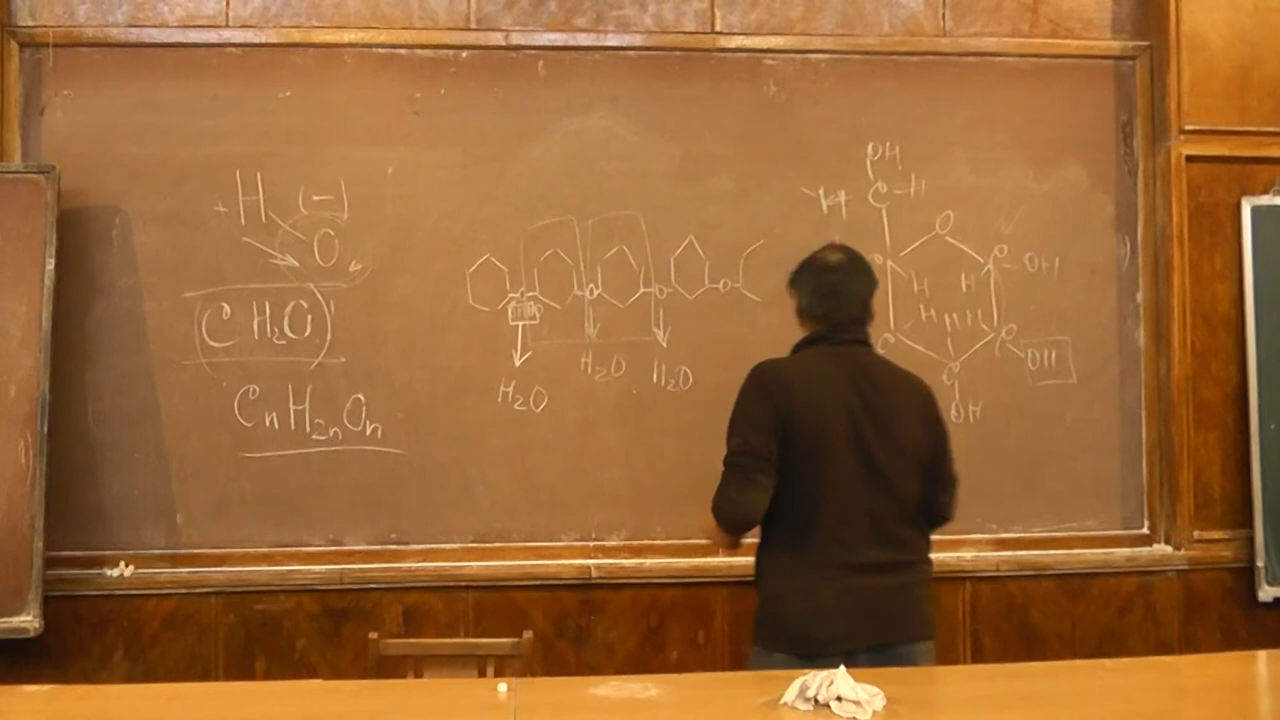 + H (-)
O
C H₂O
CₙH₂ₙOₙ
O O O
H₂O
H₂O
H₂O
OH
C-H
O
C-OH
H H
H H H
C C
OH
C
OH